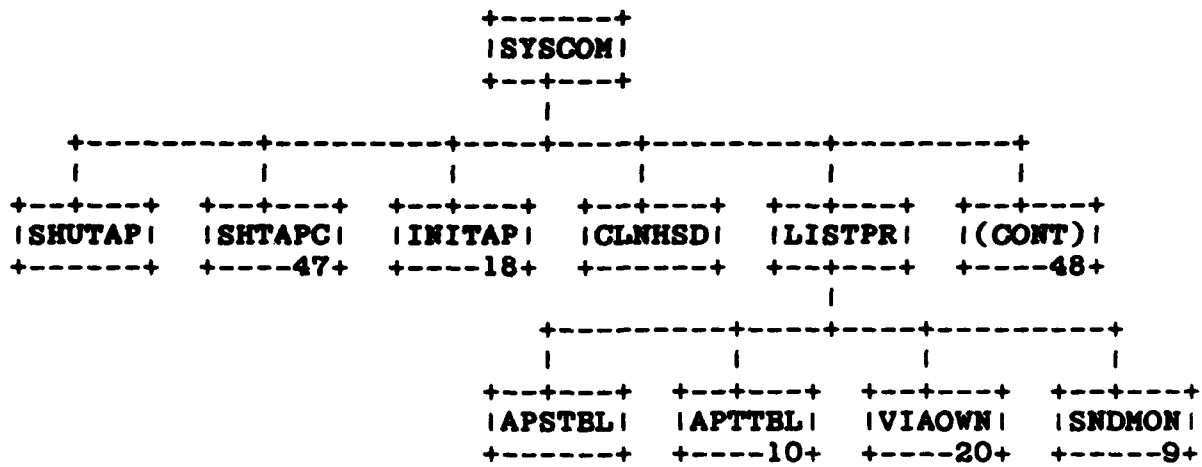 SYSCOM
SHUTAP SHTAPC INITAP CLNHSD LISTPR (CONT)
47 18 48
APSTBL APTTBL VIAOWN SNDMON
10 20 9